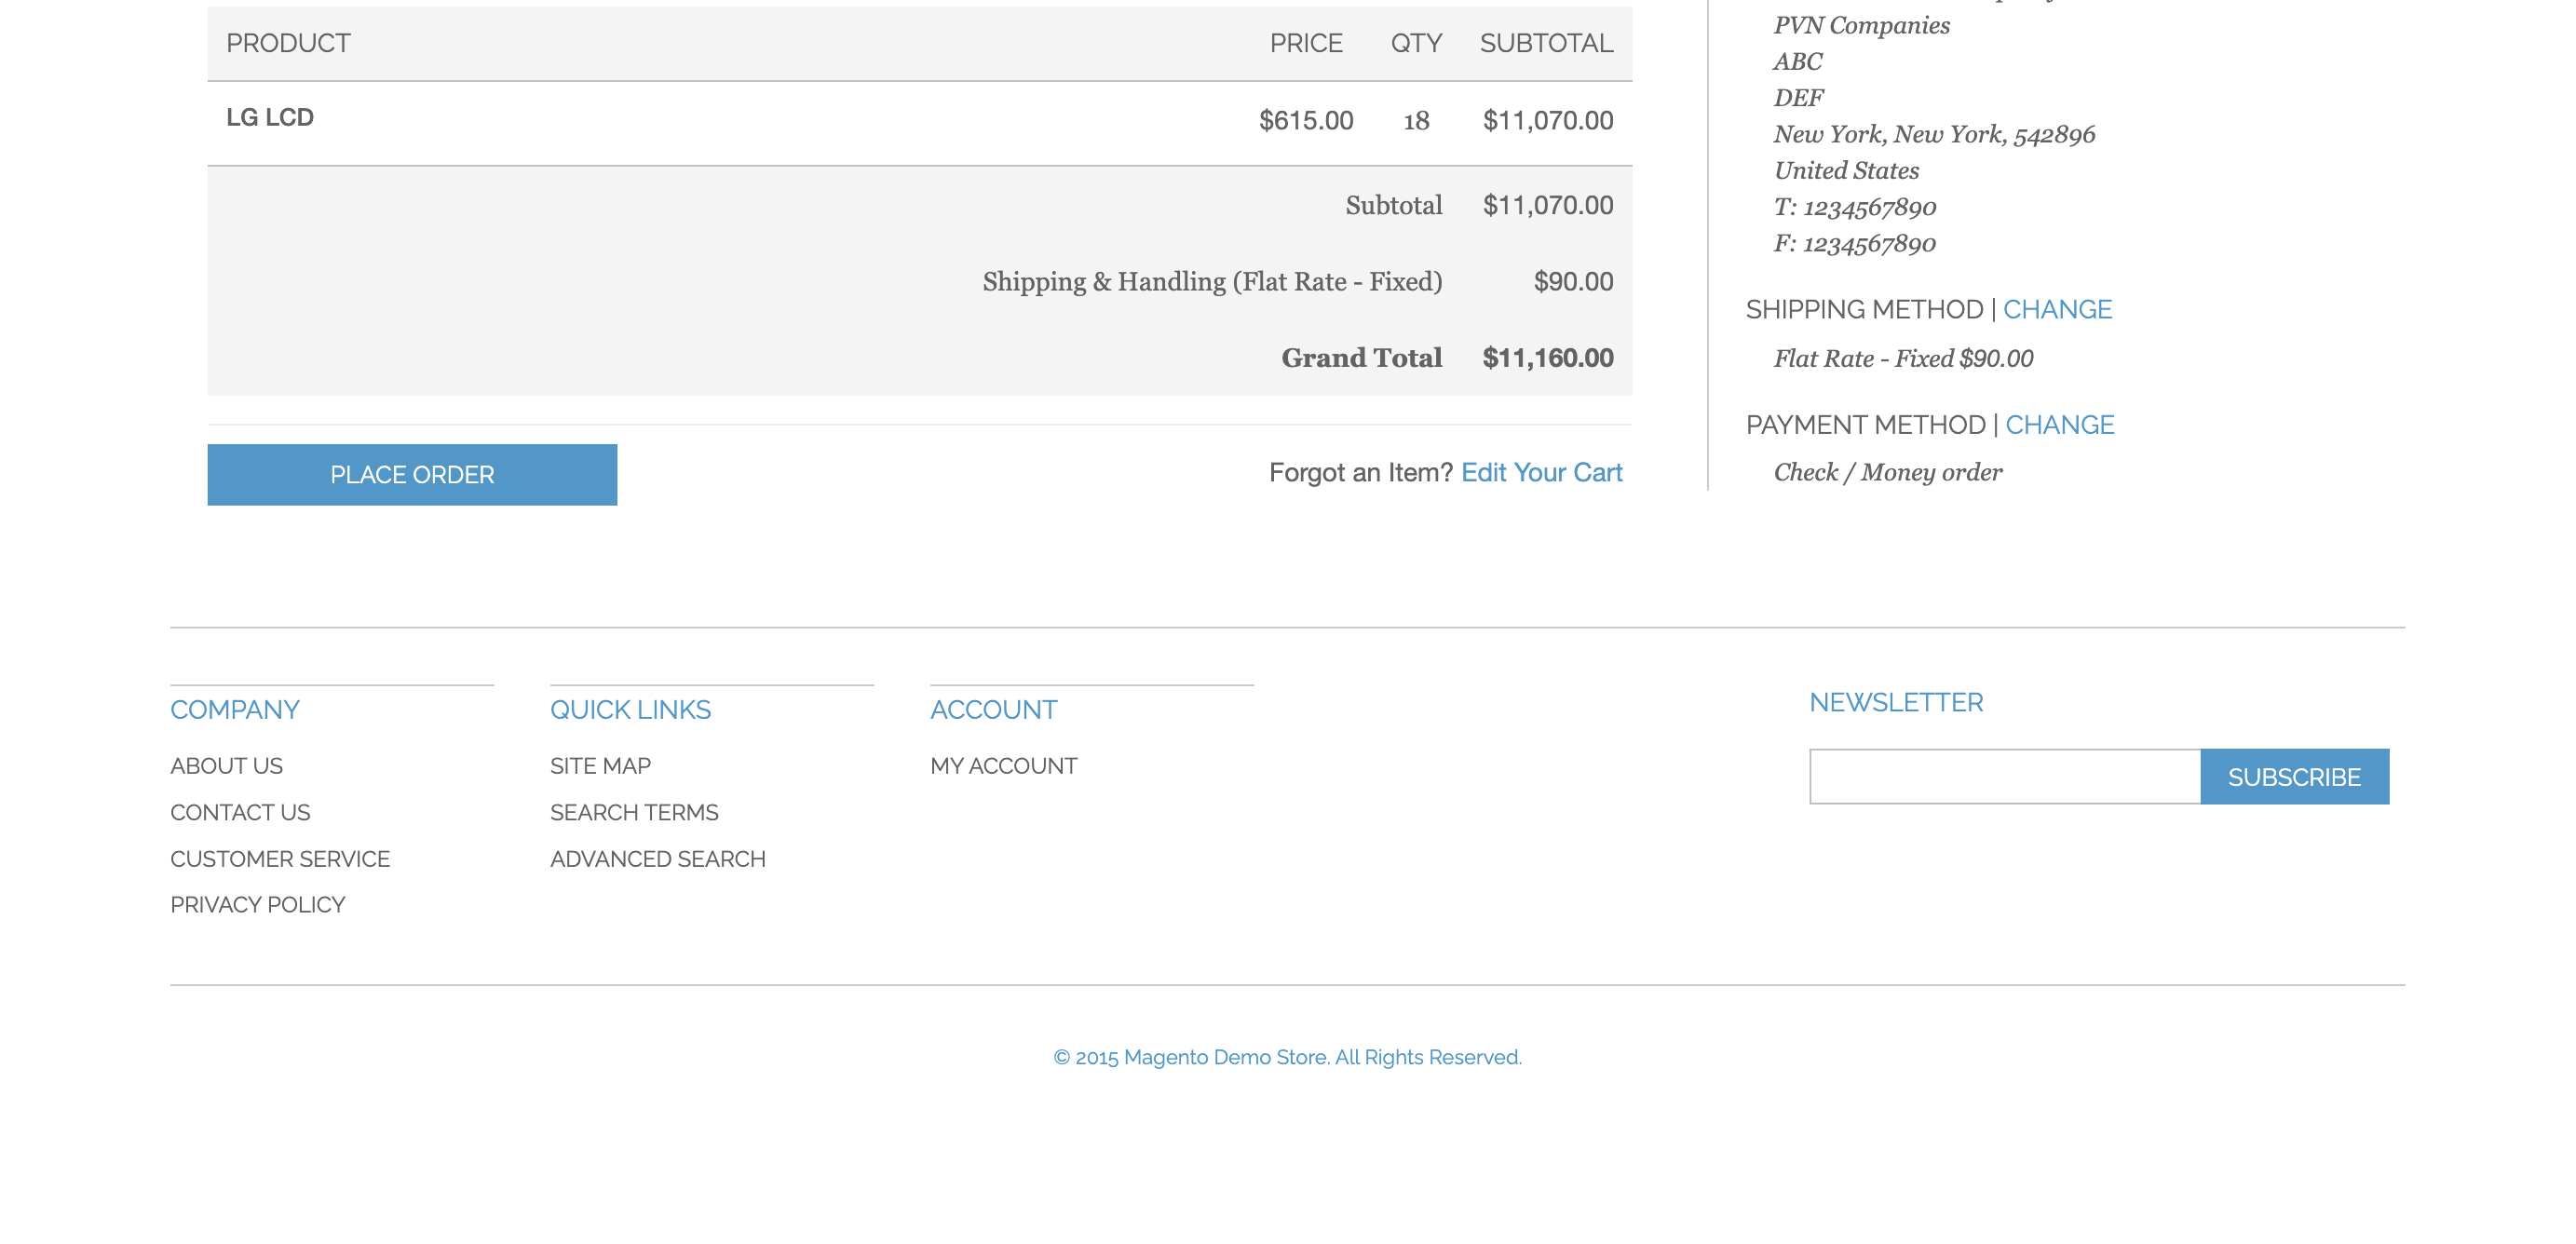 PRODUCT PRICE QTY SUBTOTAL
LG LCD $615.00 18 $11,070.00
Subtotal $11,070.00
Shipping & Handling (Flat Rate - Fixed) $90.00
Grand Total $11,160.00
PLACE ORDER
Forgot an Item? Edit Your Cart
PVN Companies
ABC
DEF
New York, New York, 542896
United States
T: 1234567890
F: 1234567890
SHIPPING METHOD | CHANGE
Flat Rate - Fixed $90.00
PAYMENT METHOD | CHANGE
Check / Money order
COMPANY
ABOUT US
CONTACT US
CUSTOMER SERVICE
PRIVACY POLICY
QUICK LINKS
SITE MAP
SEARCH TERMS
ADVANCED SEARCH
ACCOUNT
MY ACCOUNT
NEWSLETTER
SUBSCRIBE
© 2015 Magento Demo Store. All Rights Reserved.